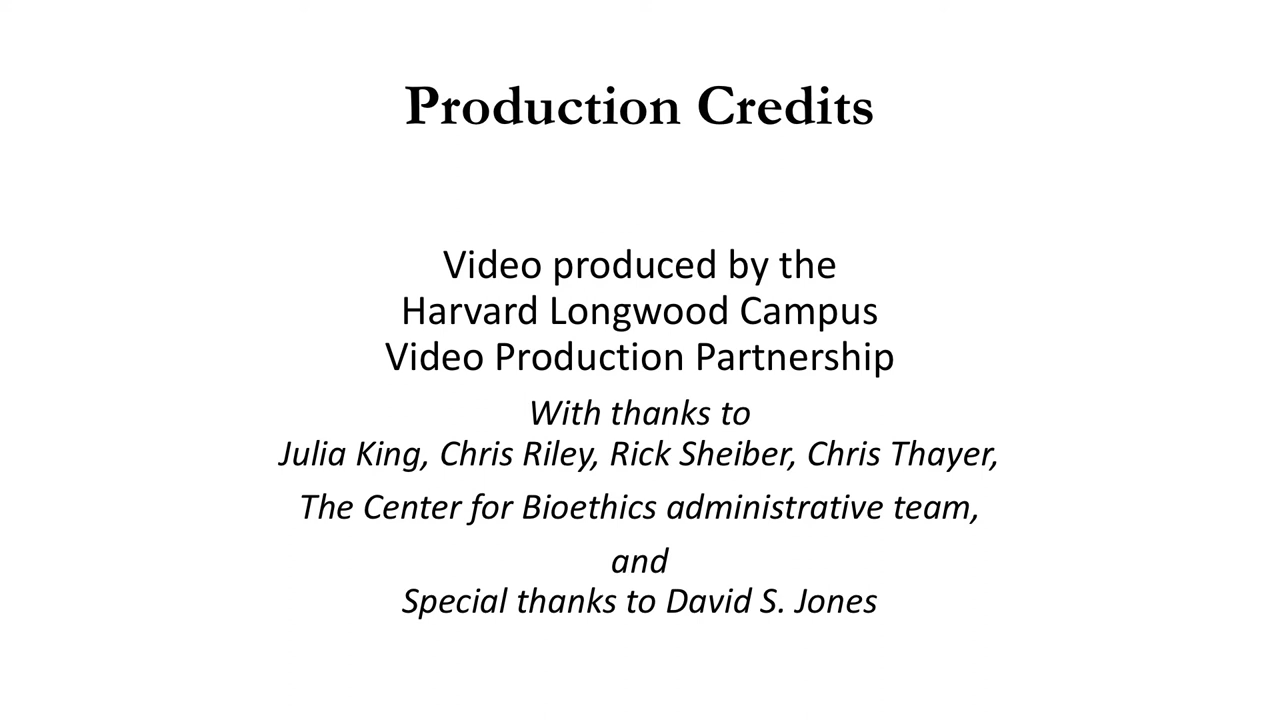 Production Credits
Video produced by the
Harvard Longwood Campus
Video Production Partnership
With thanks to
Julia King, Chris Riley, Rick Sheiber, Chris Thayer,
The Center for Bioethics administrative team,
and
Special thanks to David S. Jones